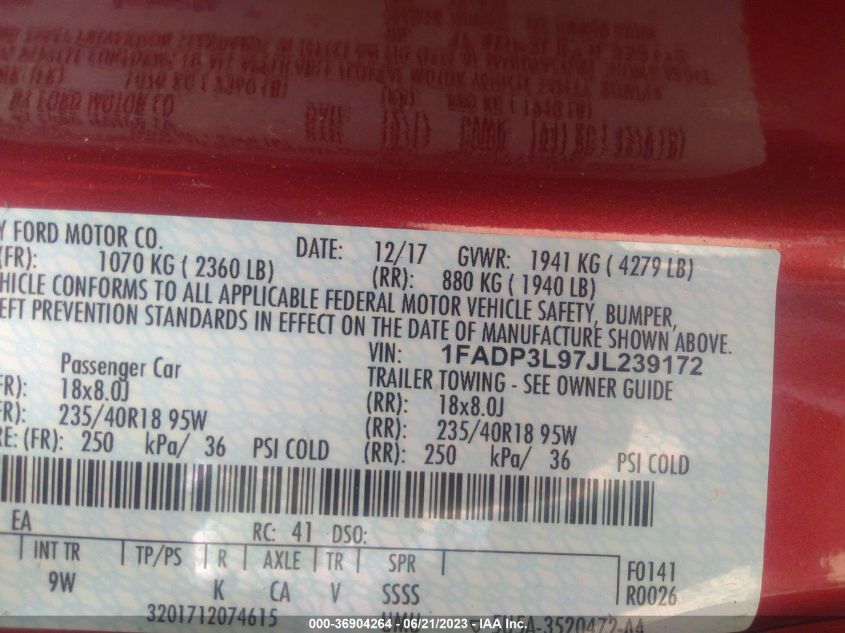 Y FORD MOTOR CO. DATE: 12/17 GVWR: 1941 KG ( 4279 LB)
(FR): 1070 KG ( 2360 LB) (RR): 880 KG ( 1940 LB)
HICLE CONFORMS TO ALL APPLICABLE FEDERAL MOTOR VEHICLE SAFETY, BUMPER,
EFT PREVENTION STANDARDS IN EFFECT ON THE DATE OF MANUFACTURE SHOWN ABOVE.
VIN: 1FADP3L97JL239172
Passenger Car TRAILER TOWING - SEE OWNER GUIDE
FR): 18x8.0J (RR): 18x8.0J
FR): 235/40R18 95W (RR): 235/40R18 95W
RE: (FR): 250 kPa/ 36 PSI COLD (RR): 250 kPa/ 36 PSI COLD
EA RC: 41 DSO:
INT TR TP/PS R AXLE TR SPR F0141
9W K CA V SSSS R0026
3201712074615
000-36904264 - 06/21/2023 - IAA Inc.